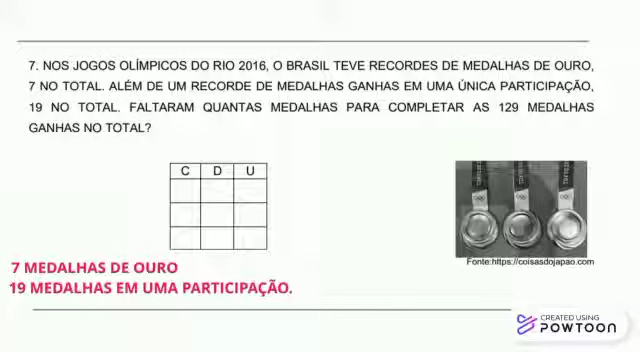 7. NOS JOGOS OLÍMPICOS DO RIO 2016, O BRASIL TEVE RECORDES DE MEDALHAS DE OURO,
7 NO TOTAL. ALÉM DE UM RECORDE DE MEDALHAS GANHAS EM UMA ÚNICA PARTICIPAÇÃO,
19 NO TOTAL. FALTARAM QUANTAS MEDALHAS PARA COMPLETAR AS 129 MEDALHAS
GANHAS NO TOTAL?
C D U
Fonte:https://coisasdojapao.com
7 MEDALHAS DE OURO
19 MEDALHAS EM UMA PARTICIPAÇÃO.
CREATED USING
POWTOON